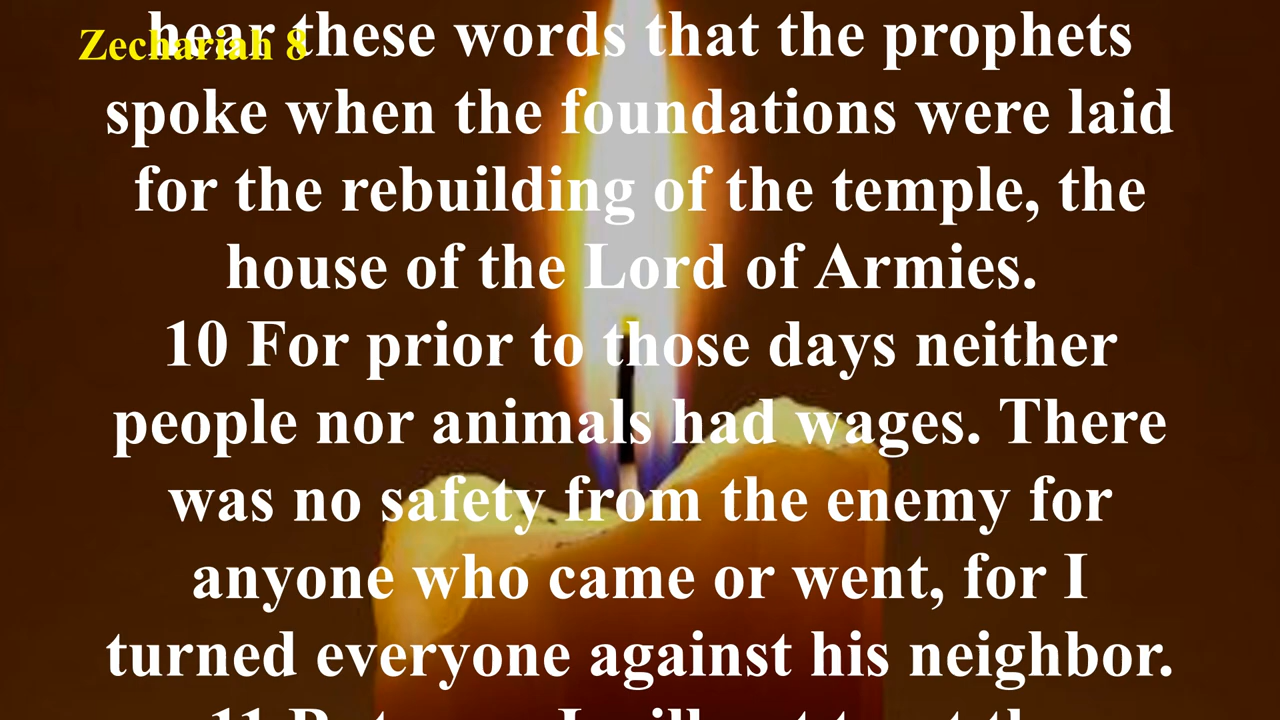 Zechariah 8
hear these words that the prophets
spoke when the foundations were laid
for the rebuilding of the temple, the
house of the Lord of Armies.
10 For prior to those days neither
people nor animals had wages. There
was no safety from the enemy for
anyone who came or went, for I
turned everyone against his neighbor.